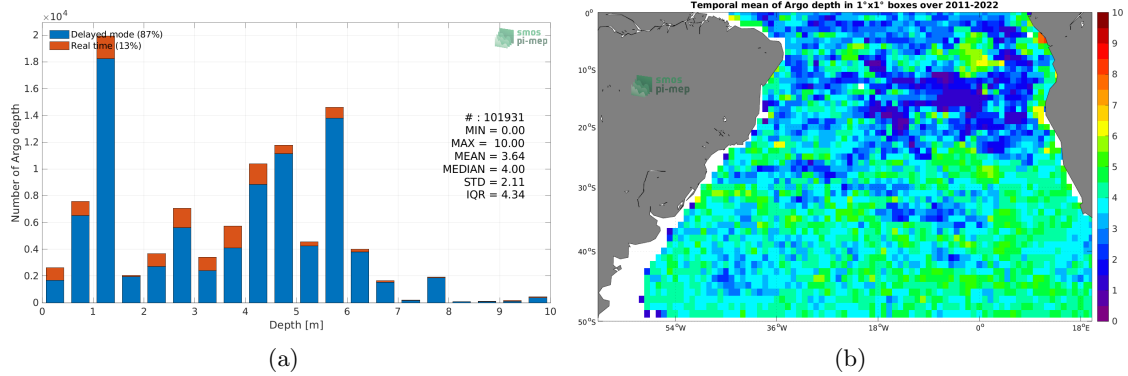 ×10⁴
2
1.8
1.6
1.4
1.2
1
0.8
0.6
0.4
0.2
0
Number of Argo depth
Delayed mode (87%)
Real time (13%)
smos
pi-mep
# : 101931
MIN = 0.00
MAX = 10.00
MEAN = 3.64
MEDIAN = 4.00
STD = 2.11
IQR = 4.34
0 1 2 3 4 5 6 7 8 9 10
Depth [m]
(a)
Temporal mean of Argo depth in 1°x1° boxes over 2011-2022
0°
10°S
20°S
30°S
40°S
50°S
smos
pi-mep
54°W 36°W 18°W 0° 18°E
10
9
8
7
6
5
4
3
2
1
0
(b)